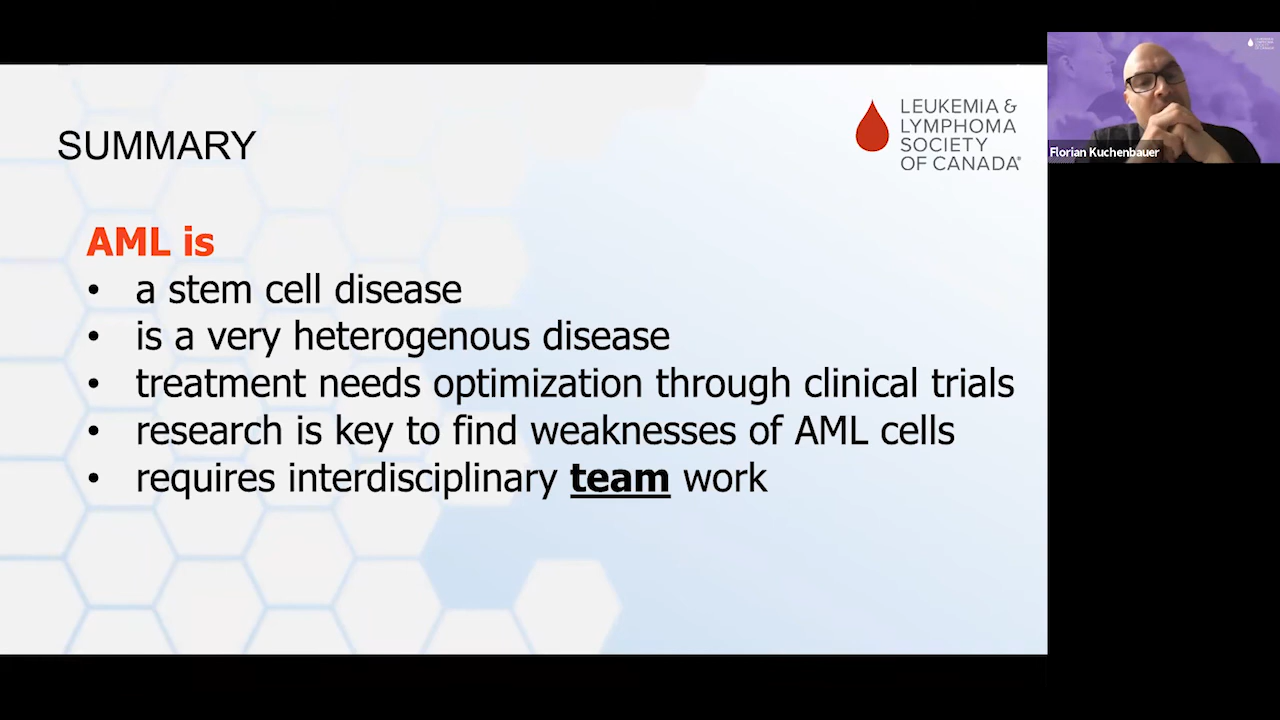 SUMMARY
LEUKEMIA &
LYMPHOMA
SOCIETY
OF CANADA®
AML is
• a stem cell disease
• is a very heterogenous disease
• treatment needs optimization through clinical trials
• research is key to find weaknesses of AML cells
• requires interdisciplinary team work
Florian Kuchenbauer